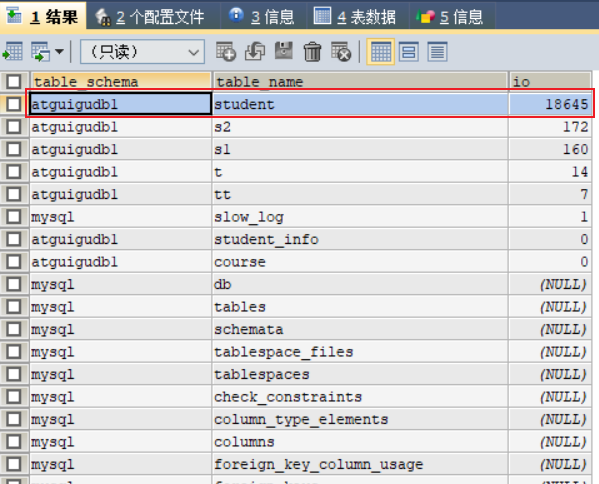 1 结果 2 个配置文件 3 信息 4 表数据 5 信息
（只读）
table_schema table_name io
atguigudb1 student 18645
atguigudb1 s2 172
atguigudb1 s1 160
atguigudb1 t 14
atguigudb1 tt 7
mysql slow_log 1
atguigudb1 student_info 0
atguigudb1 course 0
mysql db (NULL)
mysql tables (NULL)
mysql schemata (NULL)
mysql tablespace_files (NULL)
mysql tablespaces (NULL)
mysql check_constraints (NULL)
mysql column_type_elements (NULL)
mysql columns (NULL)
mysql foreign_key_column_usage (NULL)